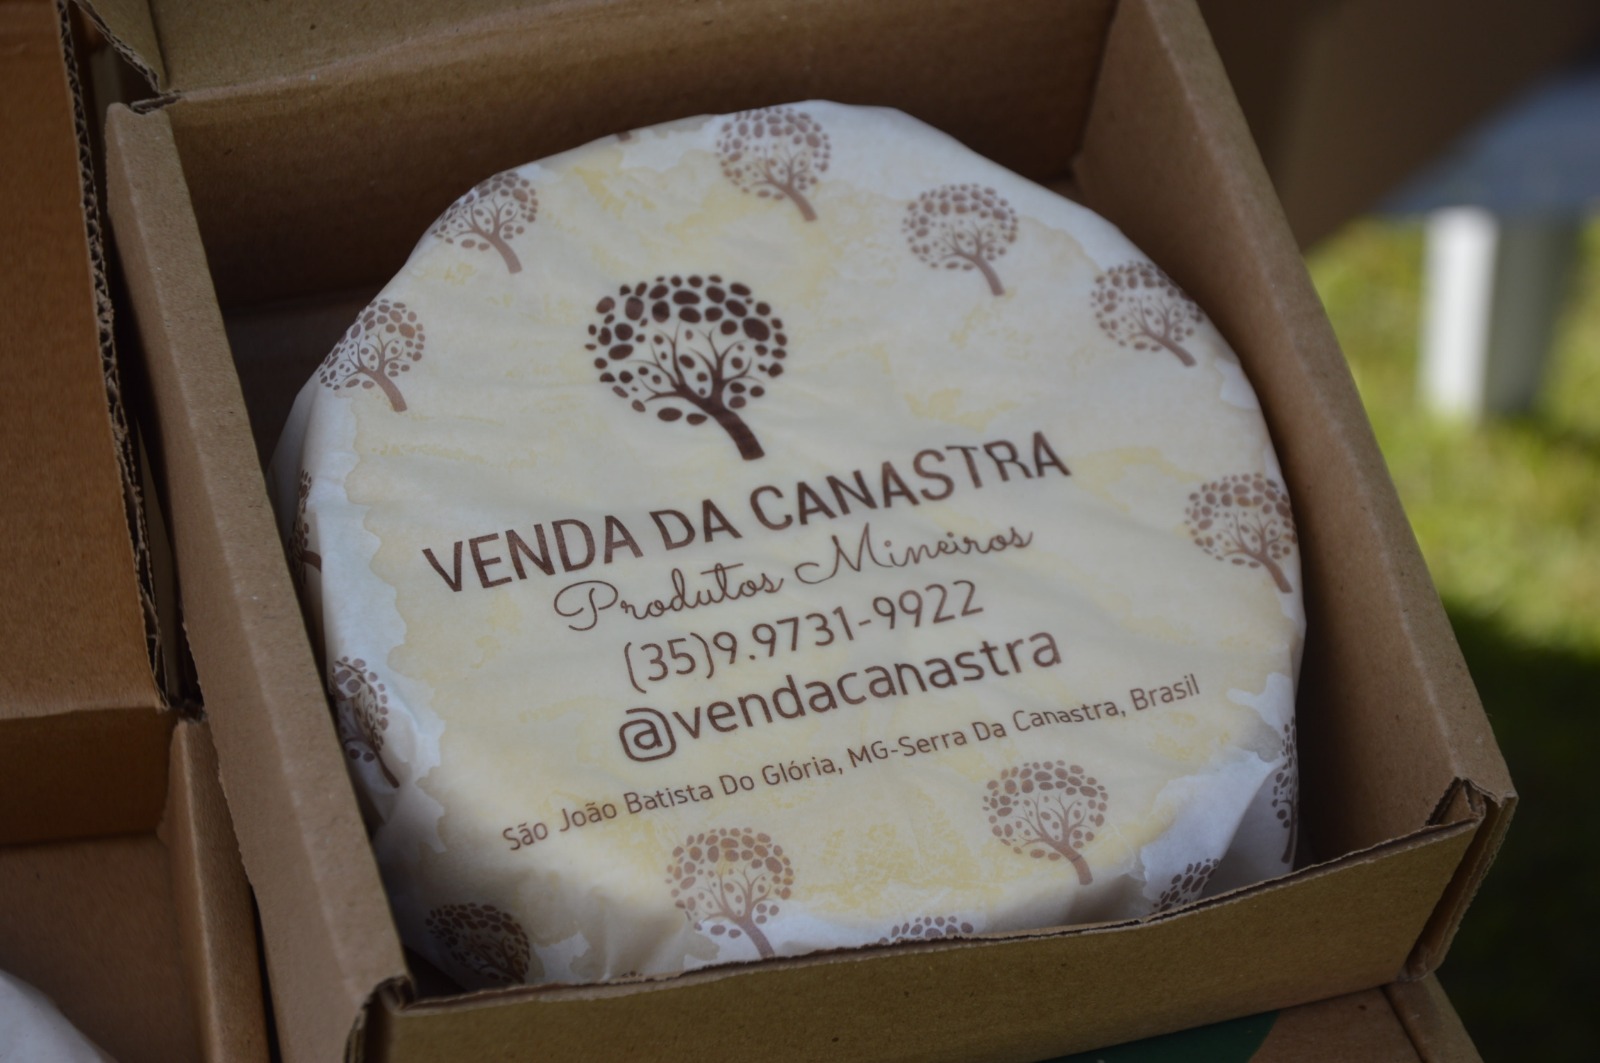 VENDA DA CANASTRA
Produtos Mineiros
(35)9.9731-9922
@vendacanastra
São João Batista Do Glória, MG-Serra Da Canastra, Brasil